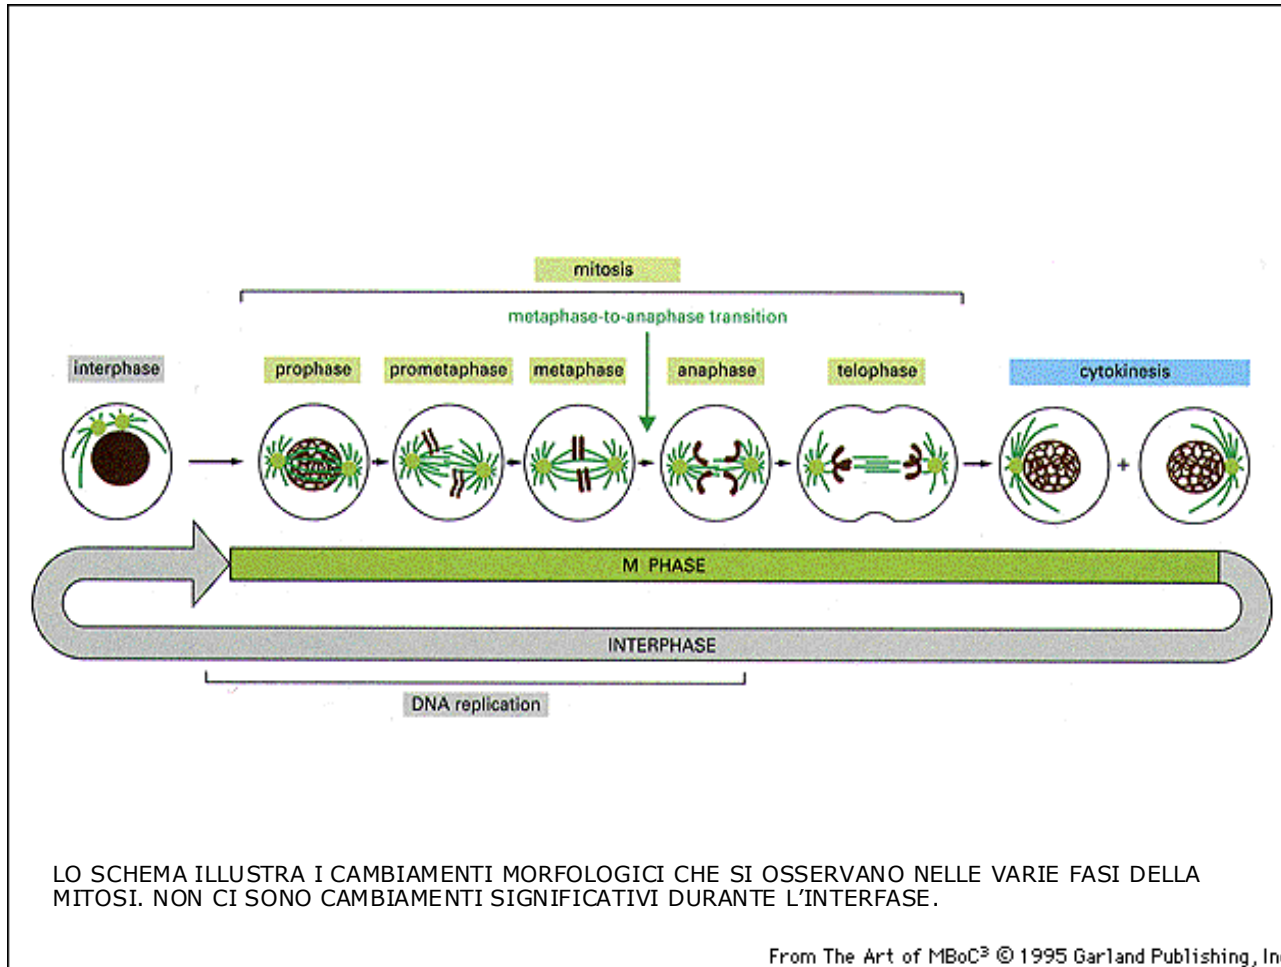 mitosis
metaphase-to-anaphase transition
interphase
prophase
prometaphase
metaphase
anaphase
telophase
cytokinesis
+
M PHASE
INTERPHASE
DNA replication
LO SCHEMA ILLUSTRA I CAMBIAMENTI MORFOLOGICI CHE SI OSSERVANO NELLE VARIE FASI DELLA
MITOSI. NON CI SONO CAMBIAMENTI SIGNIFICATIVI DURANTE L’INTERFASE.
From The Art of MBoC³ © 1995 Garland Publishing, In